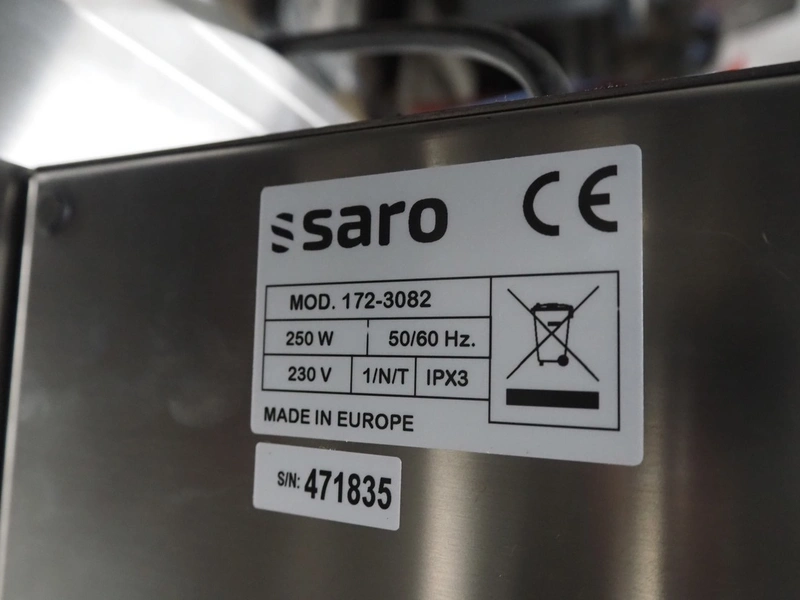 saro CE
MOD. 172-3082
250 W 50/60 Hz.
230 V 1/N/T IPX3
MADE IN EUROPE
S/N: 471835